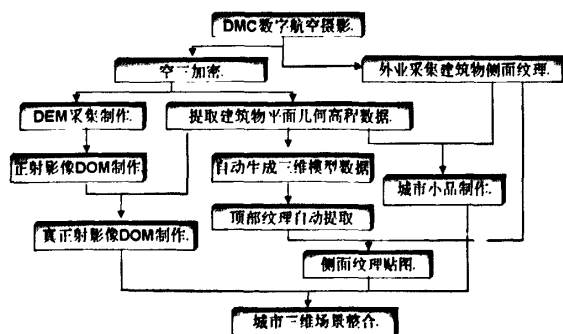 DMC数字航空摄影.
空三加密.
外业采集建筑物侧面纹理.
DEM采集制作.
提取建筑物平面几何高程数据.
正射影像DOM制作.
自动生成三维模型数据
城市小品制作.
顶部纹理自动提取
真正射影像DOM制作.
侧面纹理贴图.
城市三维场景整合.